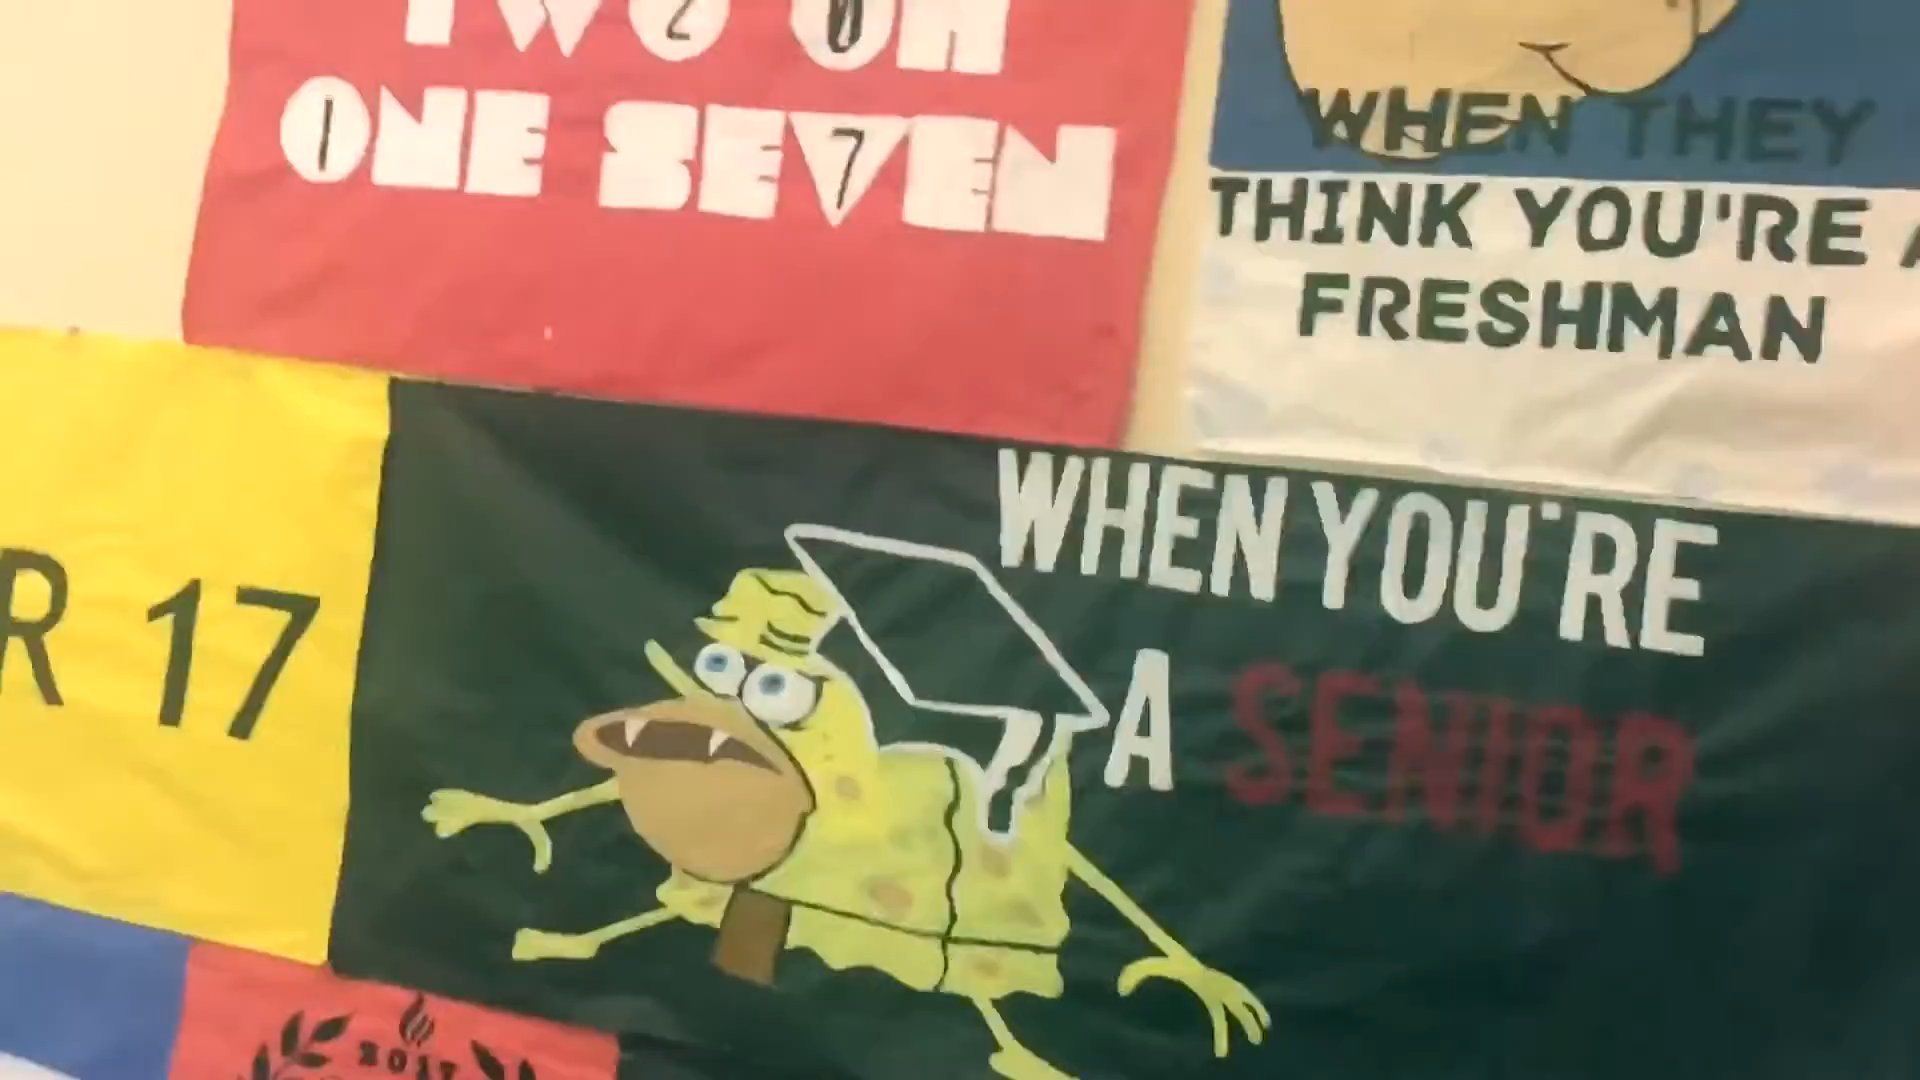 TWO OH
ONE SEVEN
WHEN THEY
THINK YOU'RE A
FRESHMAN
R 17
WHEN YOU'RE
A SENIOR
2017